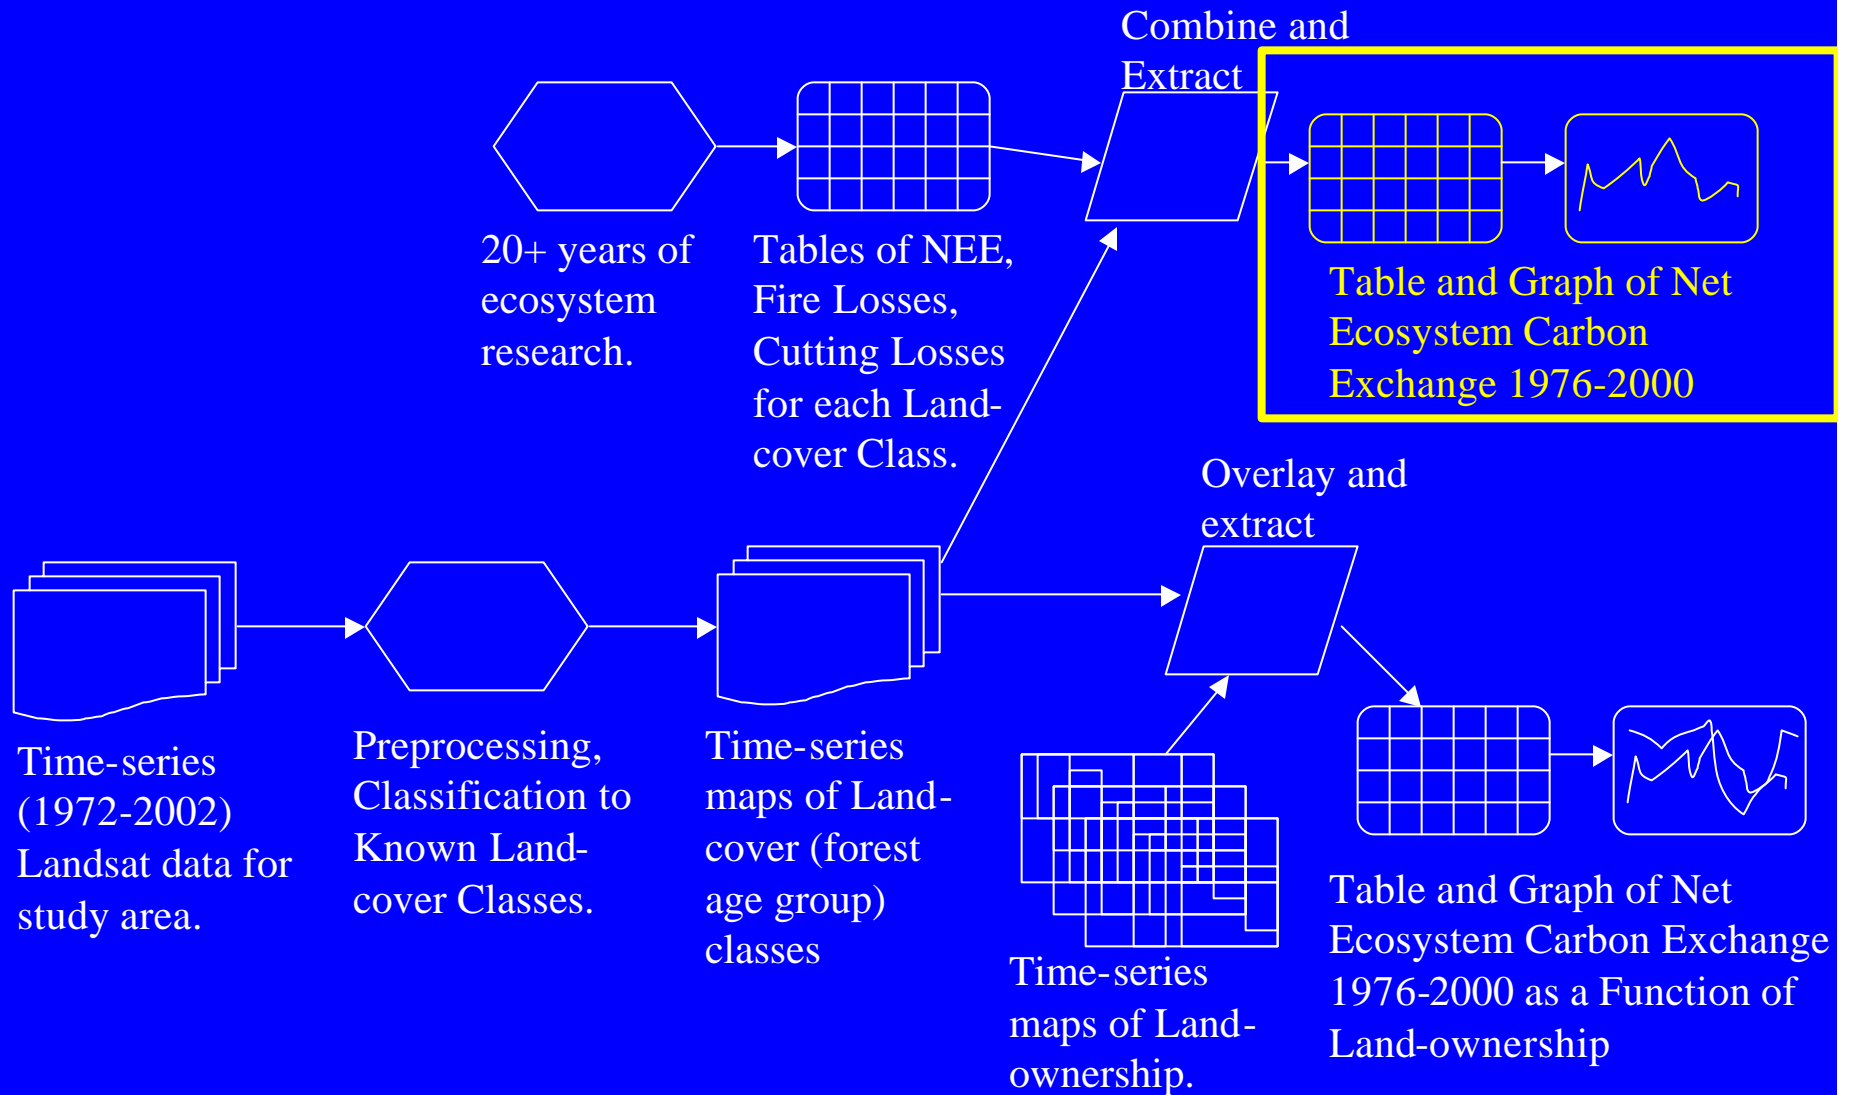 Combine and
Extract
20+ years of
ecosystem
research.
Tables of NEE,
Fire Losses,
Cutting Losses
for each Land-
cover Class.
Table and Graph of Net
Ecosystem Carbon
Exchange 1976-2000
Overlay and
extract
Time-series
(1972-2002)
Landsat data for
study area.
Preprocessing,
Classification to
Known Land-
cover Classes.
Time-series
maps of Land-
cover (forest
age group)
classes
Time-series
maps of Land-
ownership.
Table and Graph of Net
Ecosystem Carbon Exchange
1976-2000 as a Function of
Land-ownership